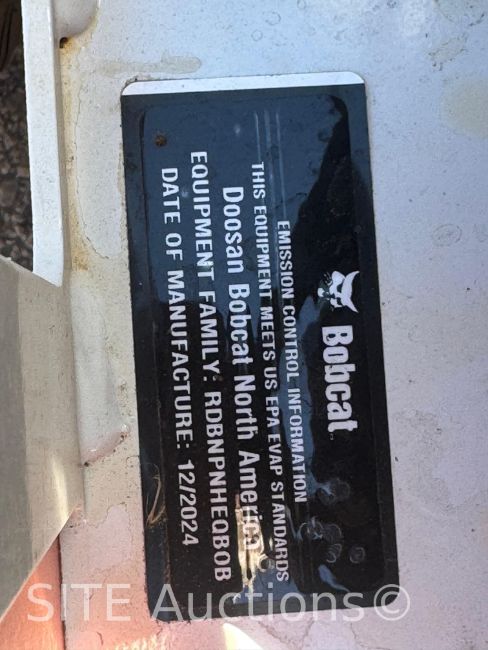 Bobcat
EMISSION CONTROL INFORMATION
THIS EQUIPMENT MEETS US EPA EVAP STANDARDS
Doosan Bobcat North America
EQUIPMENT FAMILY: RDBNPNHEQBOB
DATE OF MANUFACTURE: 12/2024
SITE Auctions©